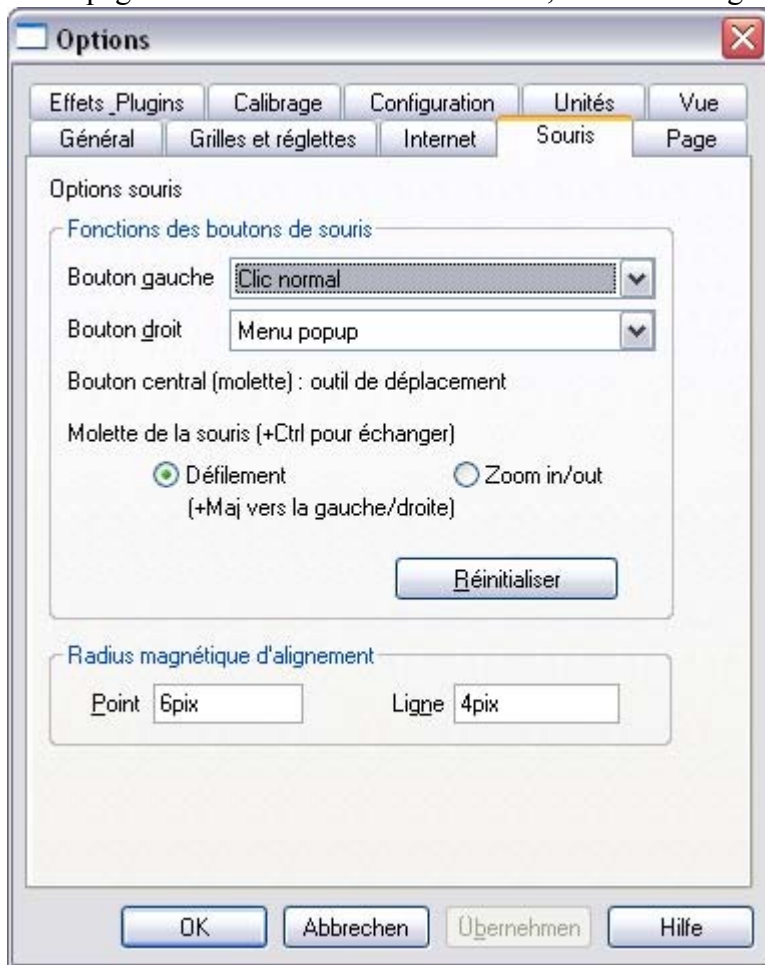 Options
Effets_Plugins Calibrage Configuration Unités Vue
Général Grilles et réglettes Internet Souris Page
Options souris
Fonctions des boutons de souris
Bouton gauche Clic normal
Bouton droit Menu popup
Bouton central (molette) : outil de déplacement
Molette de la souris (+Ctrl pour échanger)
Défilement Zoom in/out
(+Maj vers la gauche/droite)
Réinitialiser
Radius magnétique d'alignement
Point 6pix Ligne 4pix
OK Abbrechen Übernehmen Hilfe